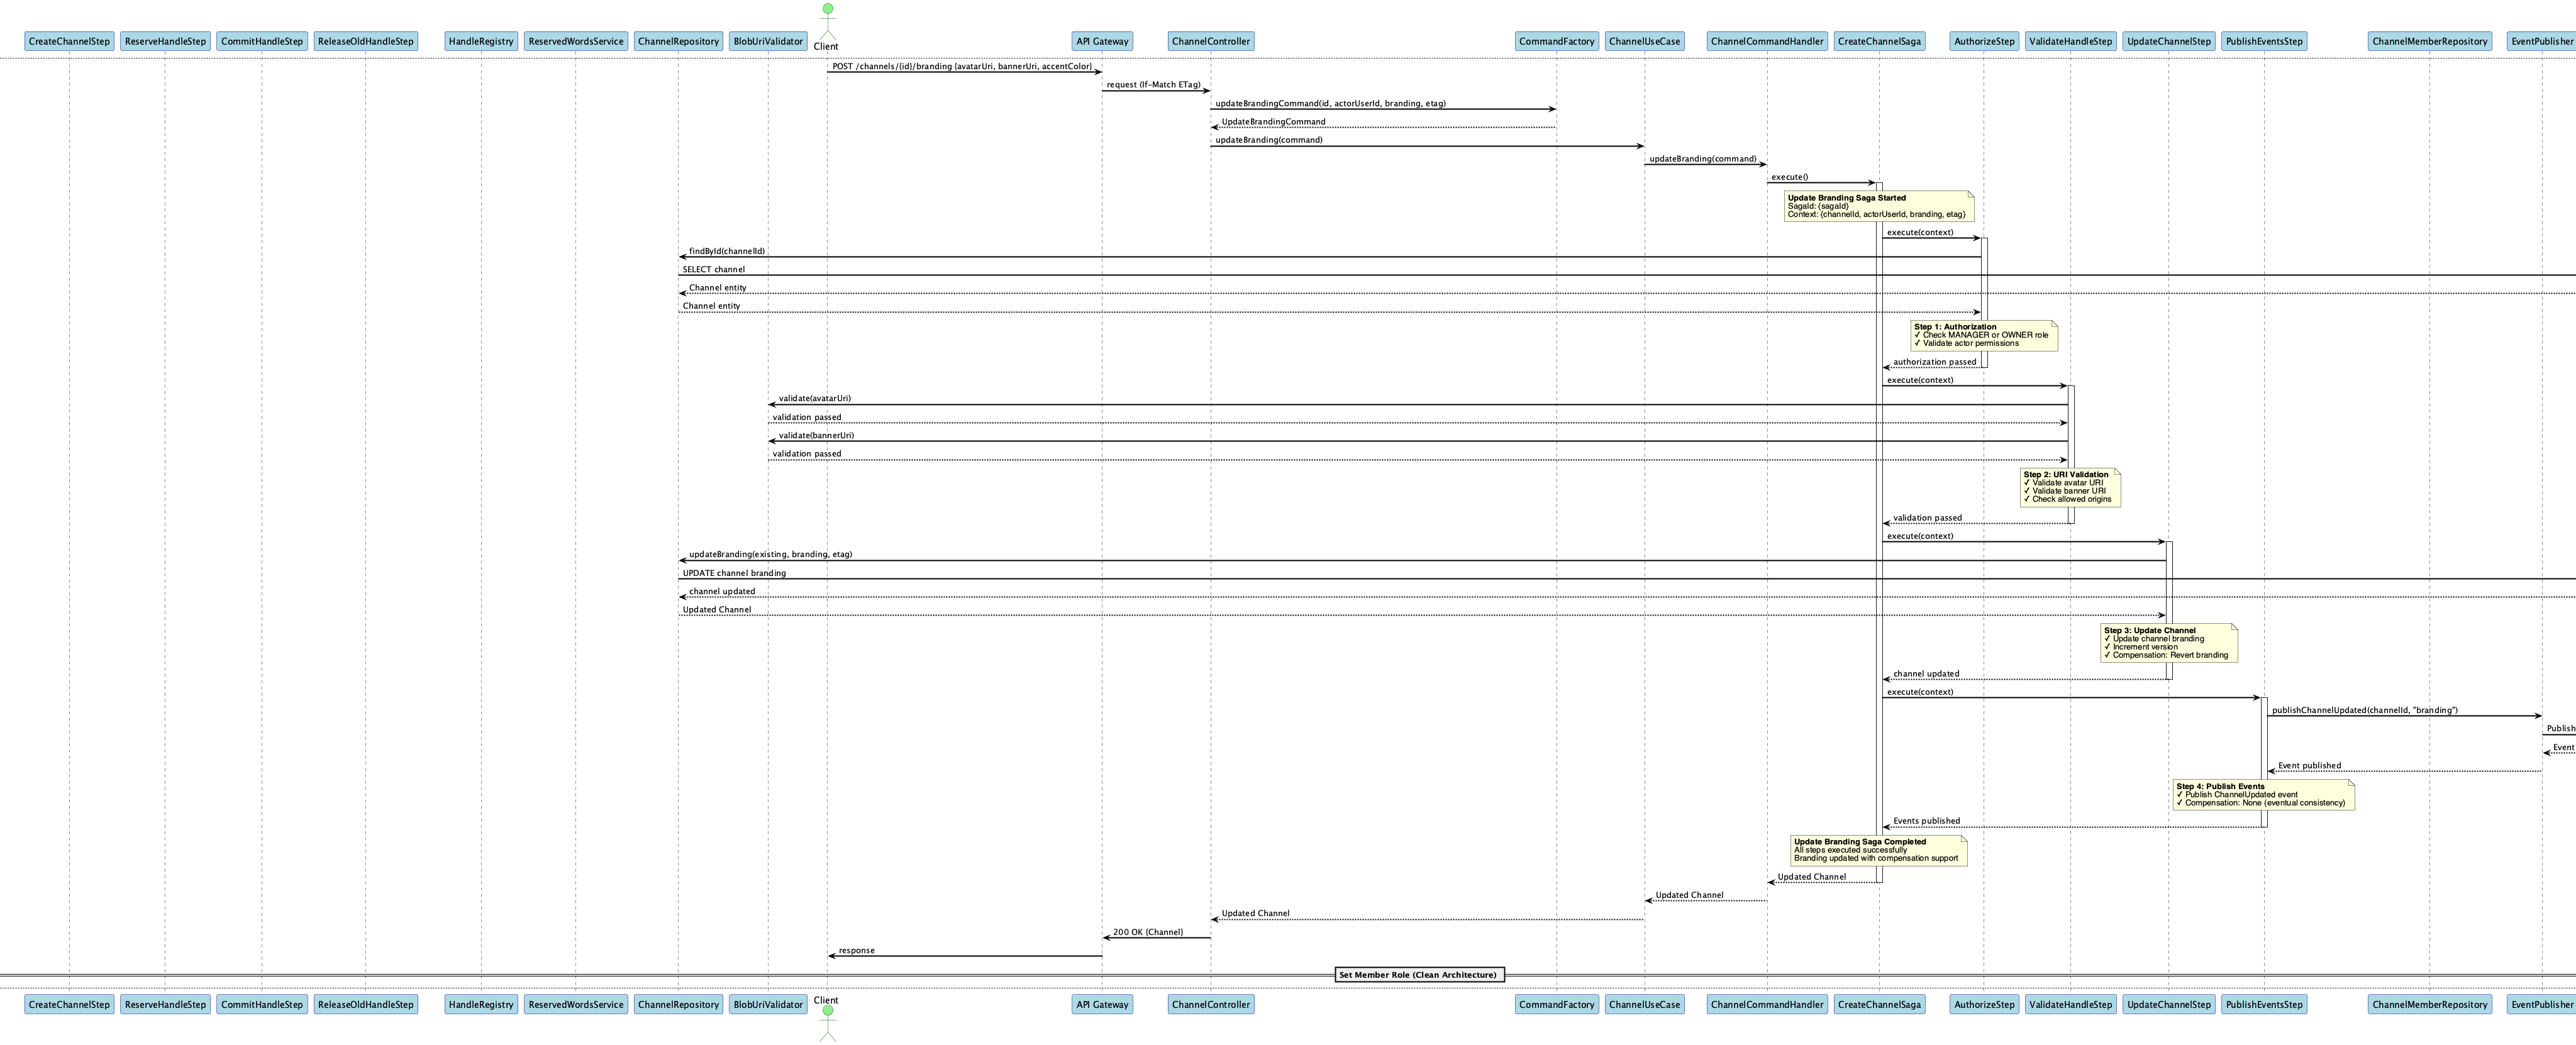 Client
CreateChannelStep
ReserveHandleStep
CommitHandleStep
ReleaseOldHandleStep
HandleRegistry
ReservedWordsService
ChannelRepository
BlobUriValidator
API Gateway
ChannelController
CommandFactory
ChannelUseCase
ChannelCommandHandler
CreateChannelSaga
AuthorizeStep
ValidateHandleStep
UpdateChannelStep
PublishEventsStep
ChannelMemberRepository
EventPublisher
POST /channels/{id}/branding {avatarUri, bannerUri, accentColor}
request (If-Match ETag)
updateBrandingCommand(id, actorUserId, branding, etag)
UpdateBrandingCommand
updateBranding(command)
updateBranding(command)
execute()
Update Branding Saga Started
SagaId: {sagaId}
Context: {channelId, actorUserId, branding, etag}
execute(context)
findById(channelId)
SELECT channel
Channel entity
Channel entity
Step 1: Authorization
✓ Check MANAGER or OWNER role
✓ Validate actor permissions
authorization passed
execute(context)
validate(avatarUri)
validation passed
validate(bannerUri)
validation passed
Step 2: URI Validation
✓ Validate avatar URI
✓ Validate banner URI
✓ Check allowed origins
validation passed
execute(context)
updateBranding(existing, branding, etag)
UPDATE channel branding
channel updated
Updated Channel
Step 3: Update Channel
✓ Update channel branding
✓ Increment version
✓ Compensation: Revert branding
channel updated
execute(context)
publishChannelUpdated(channelId, "branding")
Publish
Event
Event published
Step 4: Publish Events
✓ Publish ChannelUpdated event
✓ Compensation: None (eventual consistency)
Events published
Update Branding Saga Completed
All steps executed successfully
Branding updated with compensation support
Updated Channel
Updated Channel
Updated Channel
200 OK {Channel}
response
Set Member Role (Clean Architecture)
CreateChannelStep
ReserveHandleStep
CommitHandleStep
ReleaseOldHandleStep
HandleRegistry
ReservedWordsService
ChannelRepository
BlobUriValidator
Client
API Gateway
ChannelController
CommandFactory
ChannelUseCase
ChannelCommandHandler
CreateChannelSaga
AuthorizeStep
ValidateHandleStep
UpdateChannelStep
PublishEventsStep
ChannelMemberRepository
EventPublisher